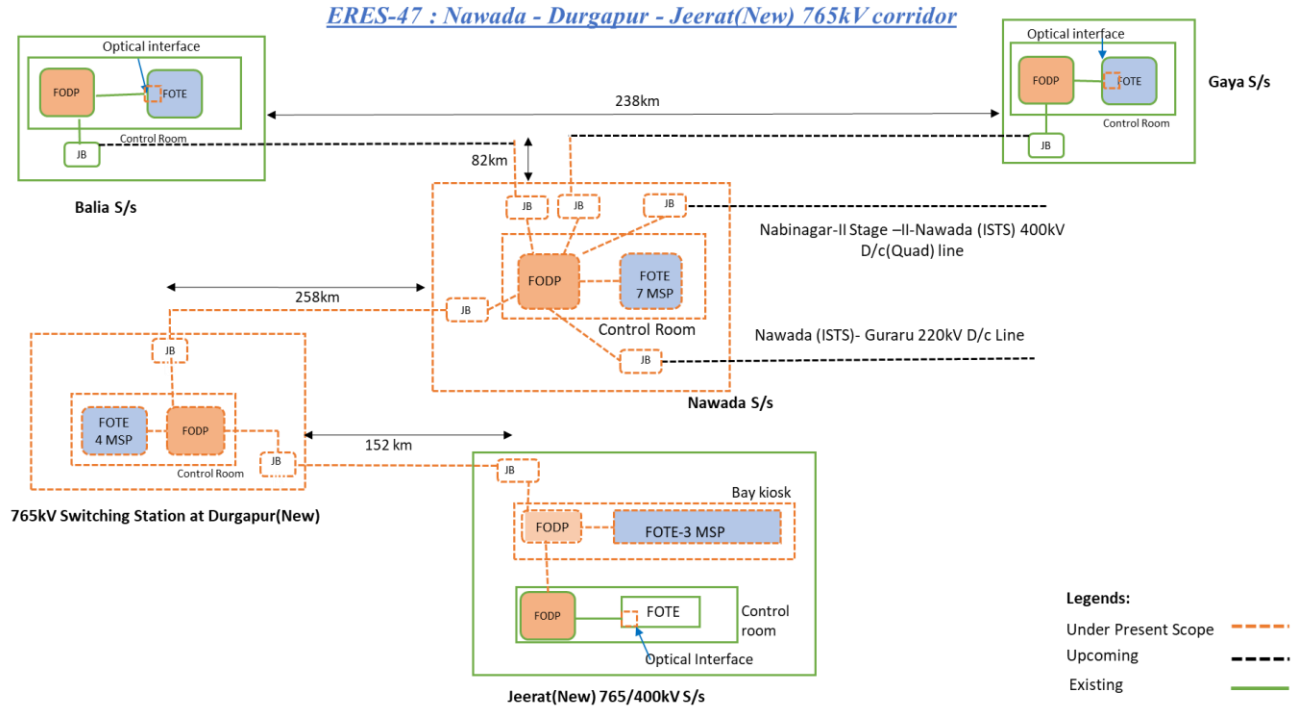 ERES-47 : Nawada - Durgapur - Jeerat(New) 765kV corridor
Optical interface
FODP
FOTE
Control Room
JB
Balia S/s
238km
82km
Optical interface
FODP
FOTE
Control Room
JB
Gaya S/s
JB
JB
JB
Nabinagar-II Stage –II-Nawada (ISTS) 400kV
D/c(Quad) line
FODP
FOTE
7 MSP
Control Room
JB
JB
Nawada (ISTS)- Guraru 220kV D/c Line
Nawada S/s
258km
JB
FOTE
4 MSP
FODP
Control Room
JB
765kV Switching Station at Durgapur(New)
152 km
JB
Bay kiosk
FODP
FOTE-3 MSP
FODP
FOTE
Control
room
Optical Interface
Jeerat(New) 765/400kV S/s
Legends:
Under Present Scope
Upcoming
Existing